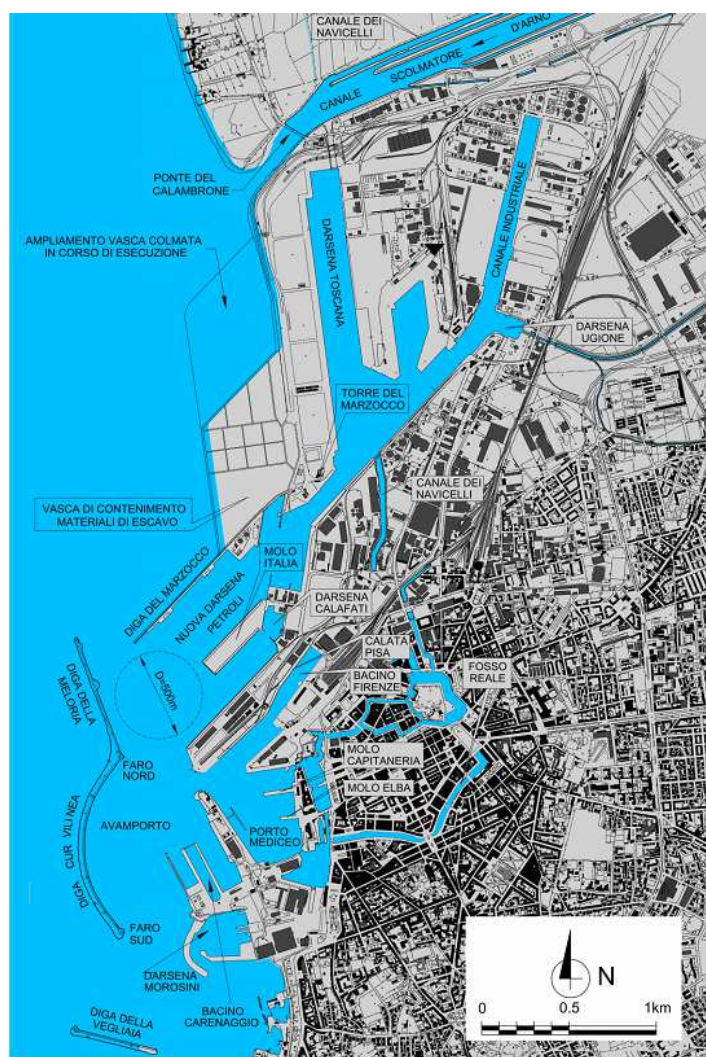 CANALE DEI
NAVICELLI
CANALE SCOLMATORE D'ARNO
PONTE DEL
CALAMBRONE
AMPLIAMENTO VASCA COLMATA
IN CORSO DI ESECUZIONE
DARSENA TOSCANA
CANALE INDUSTRIALE
DARSENA
UGIONE
TORRE DEL
MARZOCCO
CANALE DEI
NAVICELLI
VASCA DI CONTENIMENTO
MATERIALI DI ESCAVO
DIGA DEL MARZOCCO
NUOVA DARSENA
PETROLI
MOLO
ITALIA
DARSENA
CALAFATI
CALATA
PISA
BACINO
FIRENZE
FOSSO
REALE
DIGA DELLA
MELORIA
D=500m
FARO
NORD
MOLO
CAPITANERIA
MOLO ELBA
AVAMPORTO
PORTO
MEDICEO
DIGA CUR VILINEA
FARO
SUD
DARSENA
MOROSINI
BACINO
CARENAGGIO
DIGA DELLA
VEGLIAIA
N
0 0.5 1km